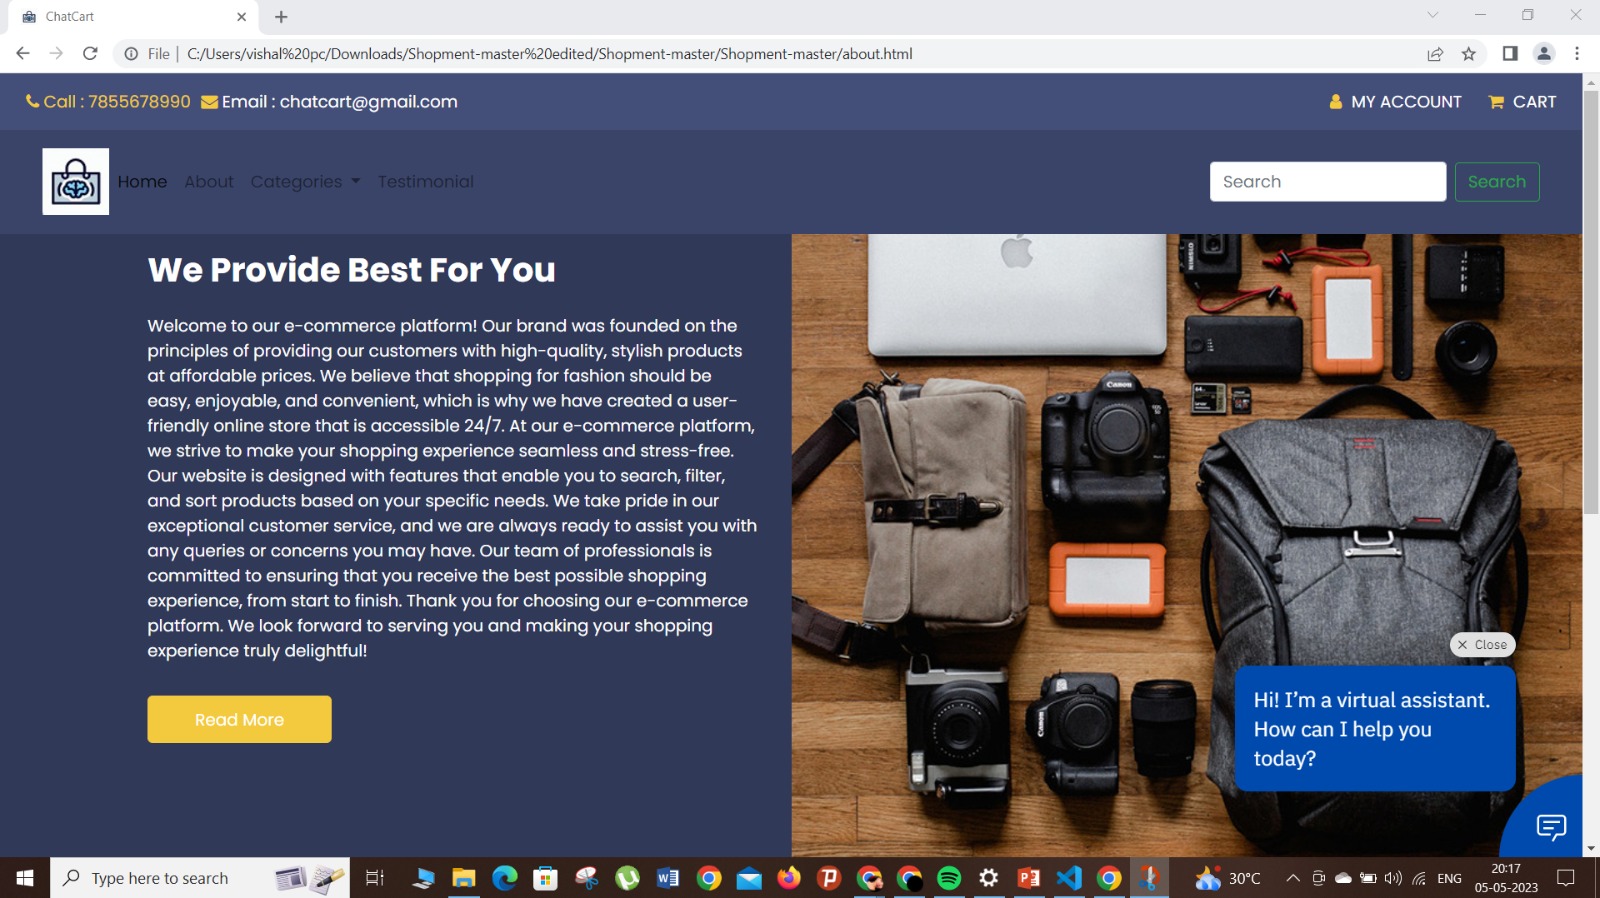 ChatCart
File | C:/Users/vishal%20pc/Downloads/Shopment-master%20edited/Shopment-master/Shopment-master/about.html
Call : 7855678990 Email : chatcart@gmail.com
MY ACCOUNT CART
Home About Categories Testimonial
Search Search
We Provide Best For You
Welcome to our e-commerce platform! Our brand was founded on the
principles of providing our customers with high-quality, stylish products
at affordable prices. We believe that shopping for fashion should be
easy, enjoyable, and convenient, which is why we have created a user-
friendly online store that is accessible 24/7. At our e-commerce platform,
we strive to make your shopping experience seamless and stress-free.
Our website is designed with features that enable you to search, filter,
and sort products based on your specific needs. We take pride in our
exceptional customer service, and we are always ready to assist you with
any queries or concerns you may have. Our team of professionals is
committed to ensuring that you receive the best possible shopping
experience, from start to finish. Thank you for choosing our e-commerce
platform. We look forward to serving you and making your shopping
experience truly delightful!
Read More
Canon
Canon
Close
Hi! I'm a virtual assistant.
How can I help you
today?
Type here to search
30°C
ENG
20:17
05-05-2023